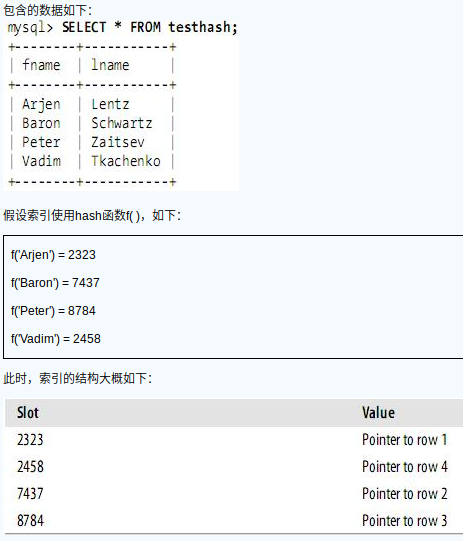 包含的数据如下：
mysql> SELECT * FROM testhash;
+--------+-----------+
| fname | lname |
+--------+-----------+
| Arjen | Lentz |
| Baron | Schwartz |
| Peter | Zaitsev |
| Vadim | Tkachenko |
+--------+-----------+
假设索引使用hash函数f( )，如下：
f('Arjen') = 2323
f('Baron') = 7437
f('Peter') = 8784
f('Vadim') = 2458
此时，索引的结构大概如下：
Slot Value
2323 Pointer to row 1
2458 Pointer to row 4
7437 Pointer to row 2
8784 Pointer to row 3